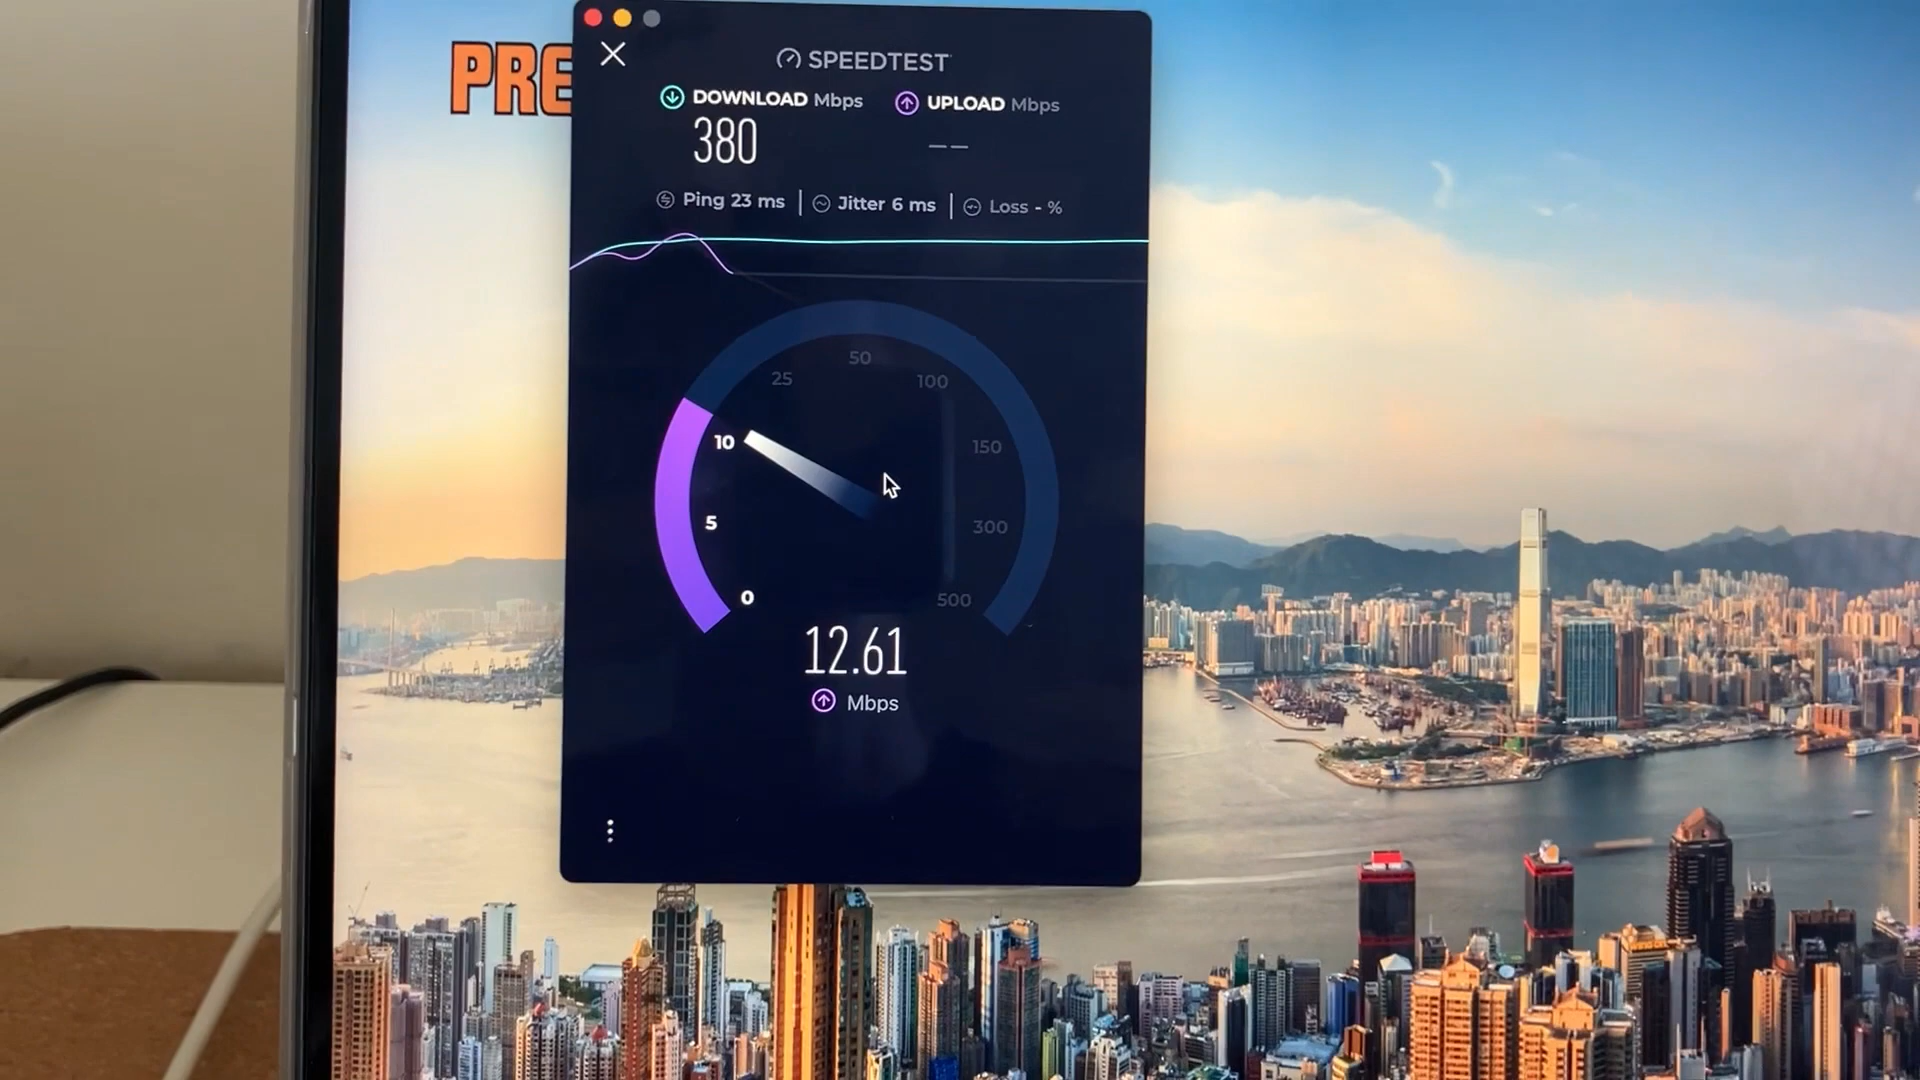 PRE
SPEEDTEST
DOWNLOAD Mbps
UPLOAD Mbps
380
— —
Ping 23 ms
Jitter 6 ms
Loss - %
50
25
100
10
150
5
300
0
500
12.61
Mbps